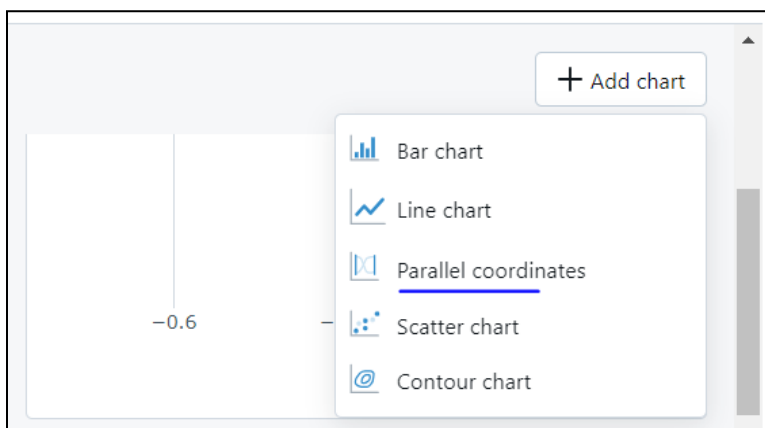 + Add chart
Bar chart
Line chart
Parallel coordinates
−0.6
Scatter chart
Contour chart